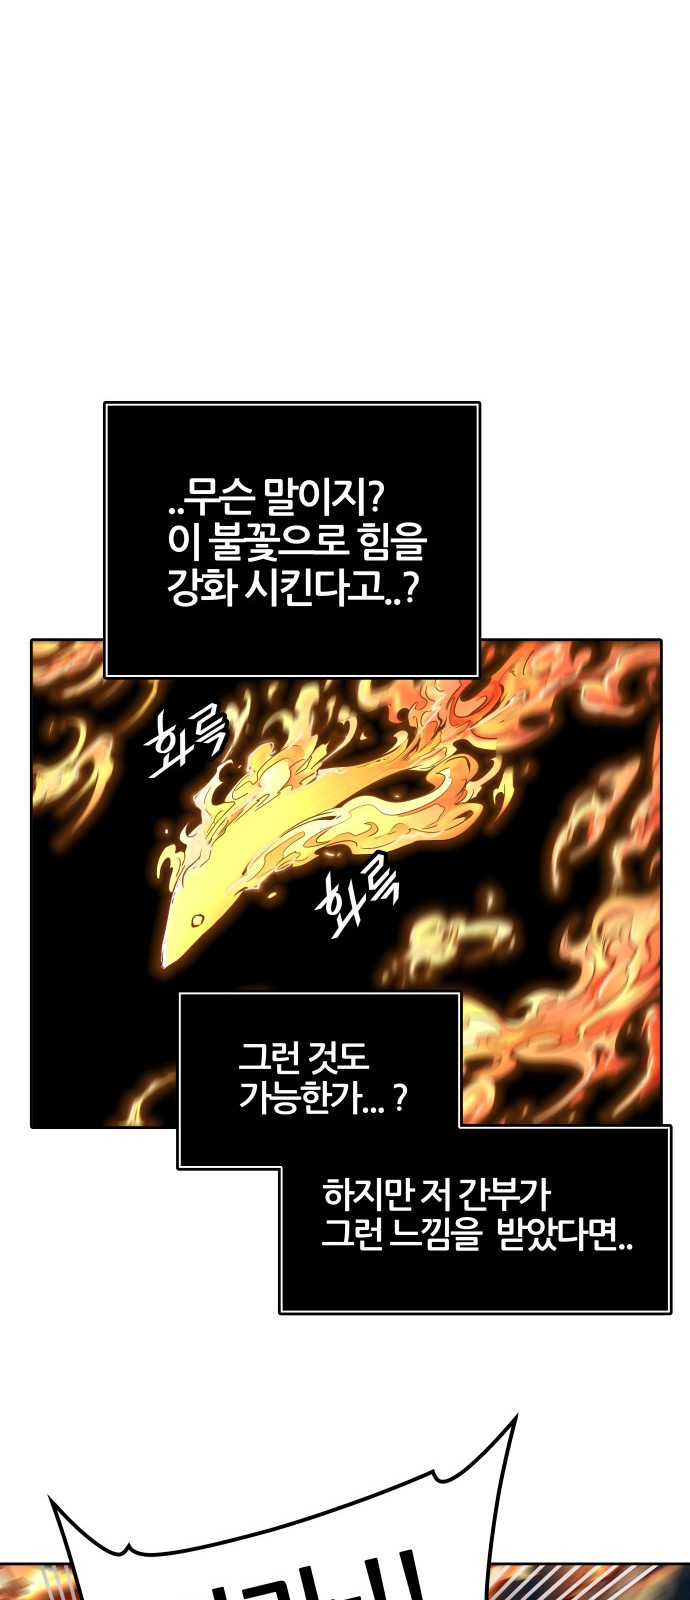 ..무슨 말이지?
이 불꽃으로 힘을
강화 시킨다고..?
화륵
화륵
그런 것도
가능한가... ?
하지만 저 간부가
그런 느낌을 받았다면..